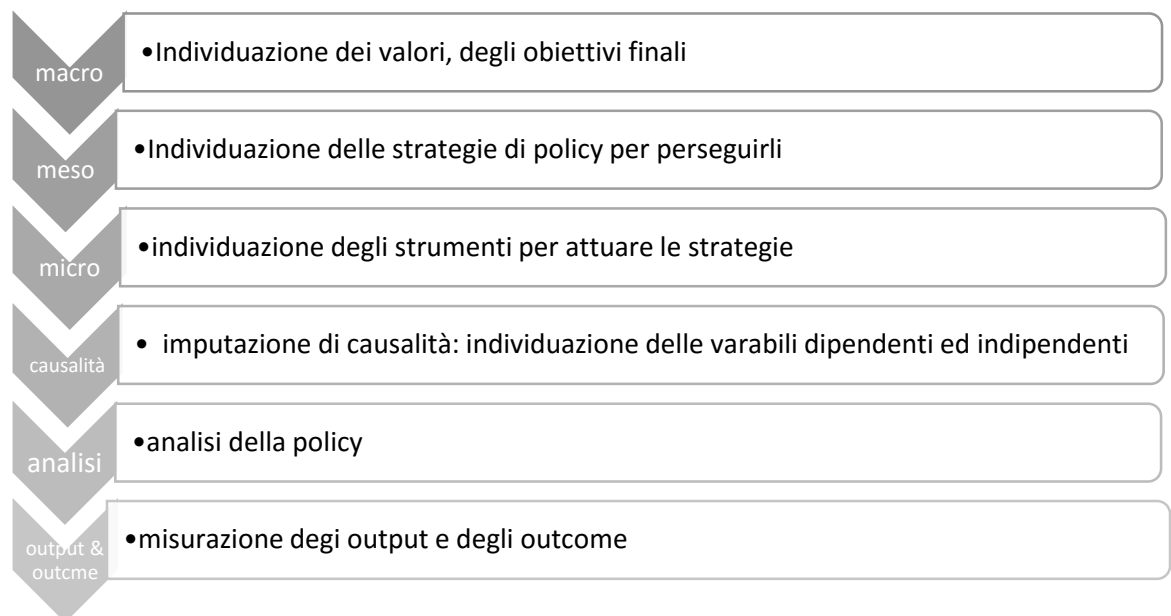 macro
•Individuazione dei valori, degli obiettivi finali
meso
•Individuazione delle strategie di policy per perseguirli
micro
•individuazione degli strumenti per attuare le strategie
causalità
• imputazione di causalità: individuazione delle varabili dipendenti ed indipendenti
analisi
•analisi della policy
output &
outcme
•misurazione degi output e degli outcome